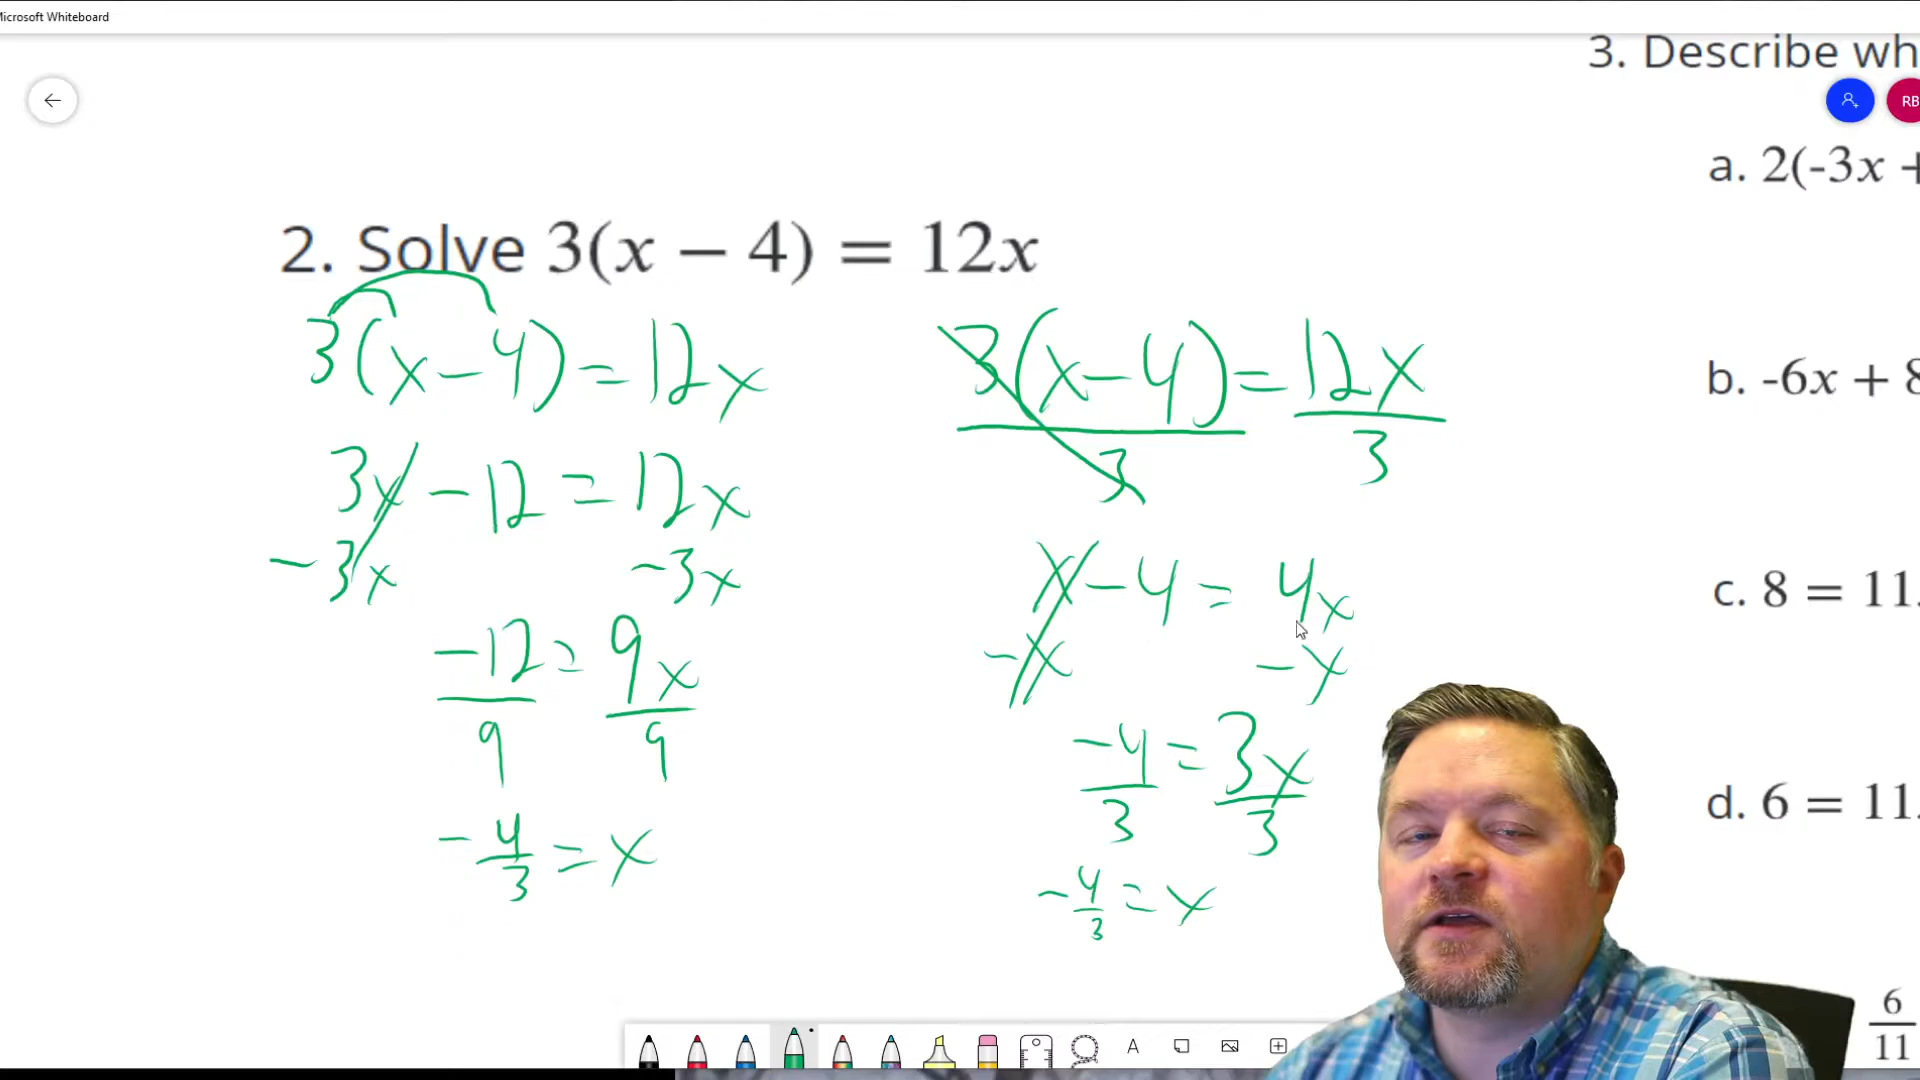 Microsoft Whiteboard
3. Describe wh
RB
a. 2(-3x +
2. Solve 3(x − 4) = 12x
3(x-4)=12x
3x-12=12x
-3x -3x
-12=9x
9 9
-4/3=x
3(x-4)=12x
3 3
x-4=4x
-x -x
-4=3x
3 3
-4/3=x
b. -6x + 8
c. 8 = 11
d. 6 = 11
6/11
A